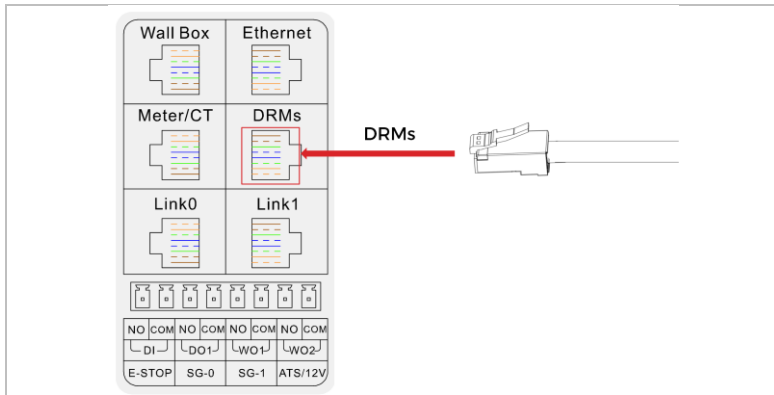 Wall Box Ethernet
Meter/CT DRMs
DRMs
Link0 Link1
NO COM NO COM NO COM NO COM
DI DO1 WO1 WO2
E-STOP SG-0 SG-1 ATS/12V